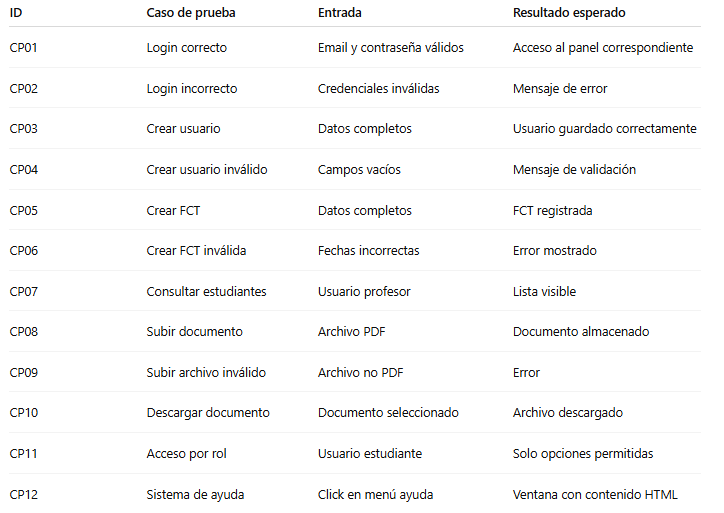 ID Caso de prueba Entrada Resultado esperado
CP01 Login correcto Email y contraseña válidos Acceso al panel correspondiente
CP02 Login incorrecto Credenciales inválidas Mensaje de error
CP03 Crear usuario Datos completos Usuario guardado correctamente
CP04 Crear usuario inválido Campos vacíos Mensaje de validación
CP05 Crear FCT Datos completos FCT registrada
CP06 Crear FCT inválida Fechas incorrectas Error mostrado
CP07 Consultar estudiantes Usuario profesor Lista visible
CP08 Subir documento Archivo PDF Documento almacenado
CP09 Subir archivo inválido Archivo no PDF Error
CP10 Descargar documento Documento seleccionado Archivo descargado
CP11 Acceso por rol Usuario estudiante Solo opciones permitidas
CP12 Sistema de ayuda Click en menú ayuda Ventana con contenido HTML